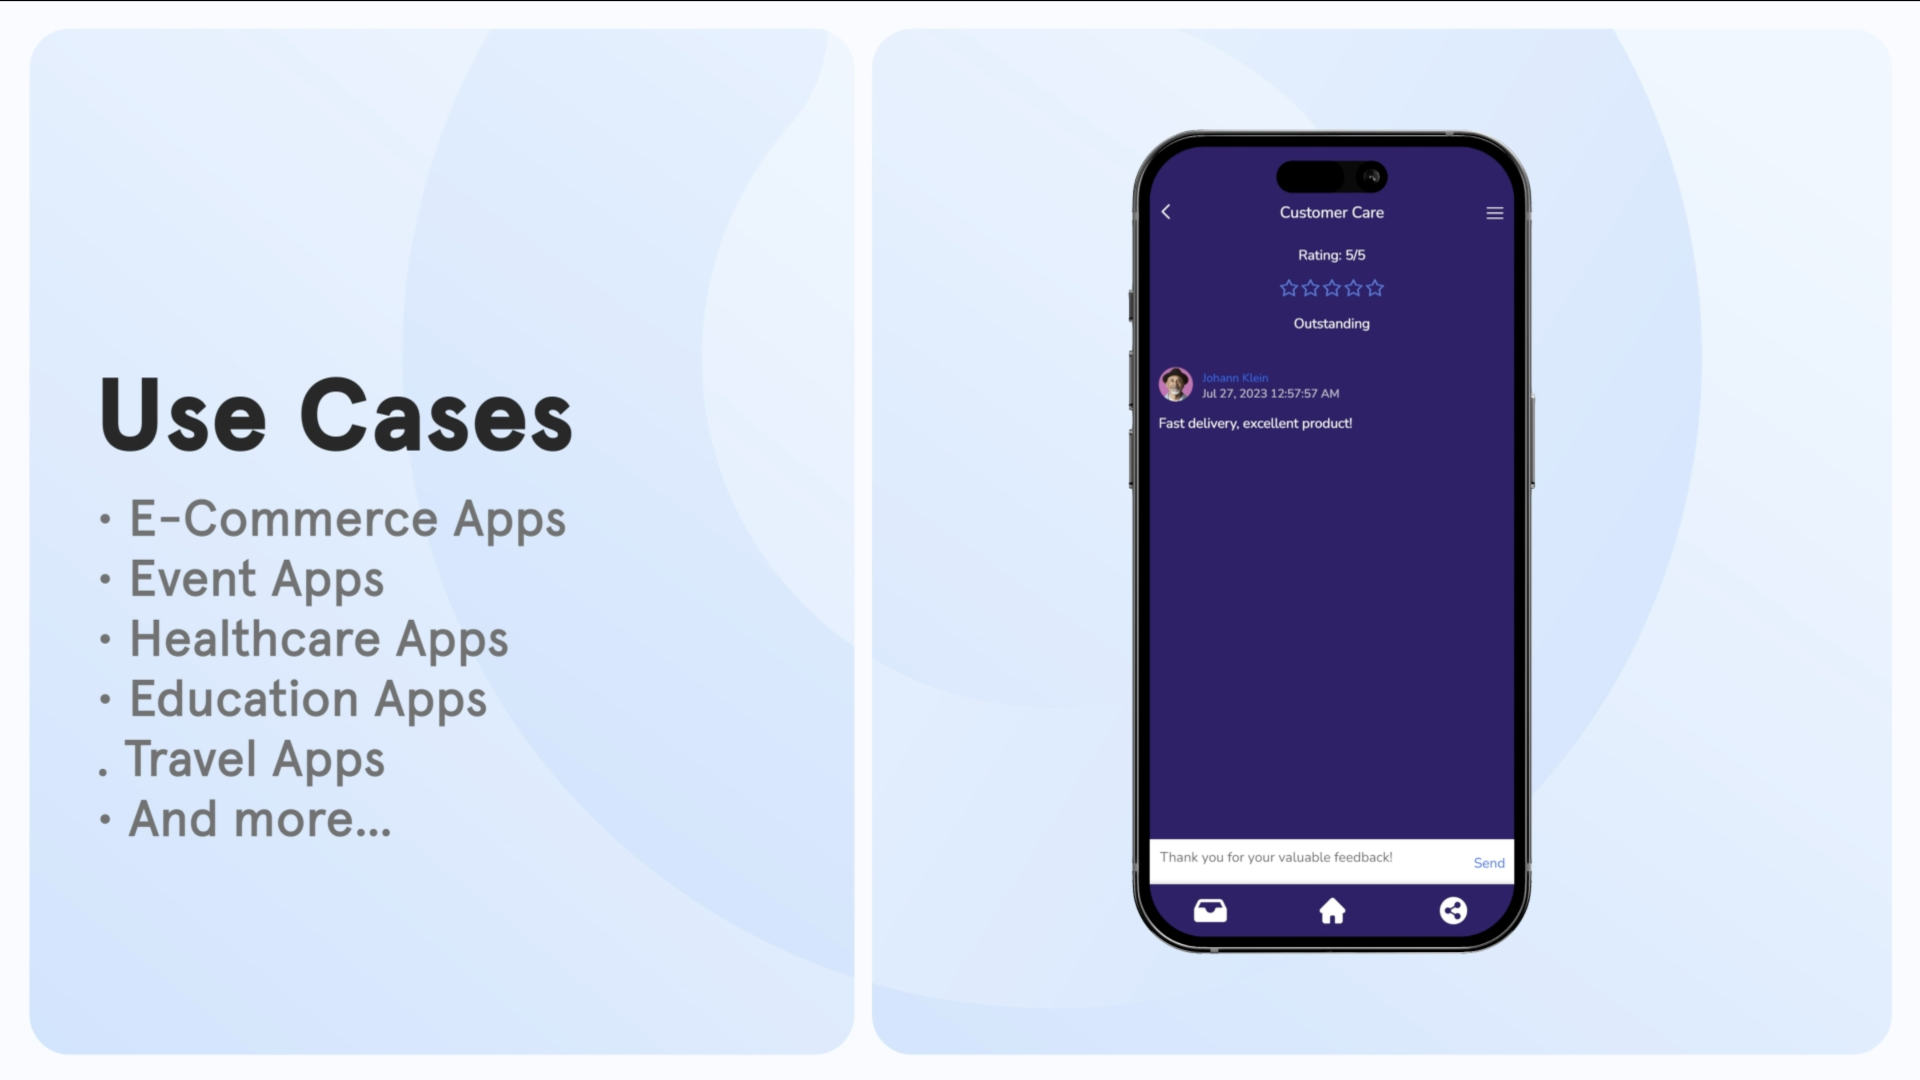 Use Cases
• E-Commerce Apps
• Event Apps
• Healthcare Apps
• Education Apps
. Travel Apps
• And more...
Customer Care
Rating: 5/5
Outstanding
Johann Klein
Jul 27, 2023 12:57:57 AM
Fast delivery, excellent product!
Thank you for your valuable feedback!
Send